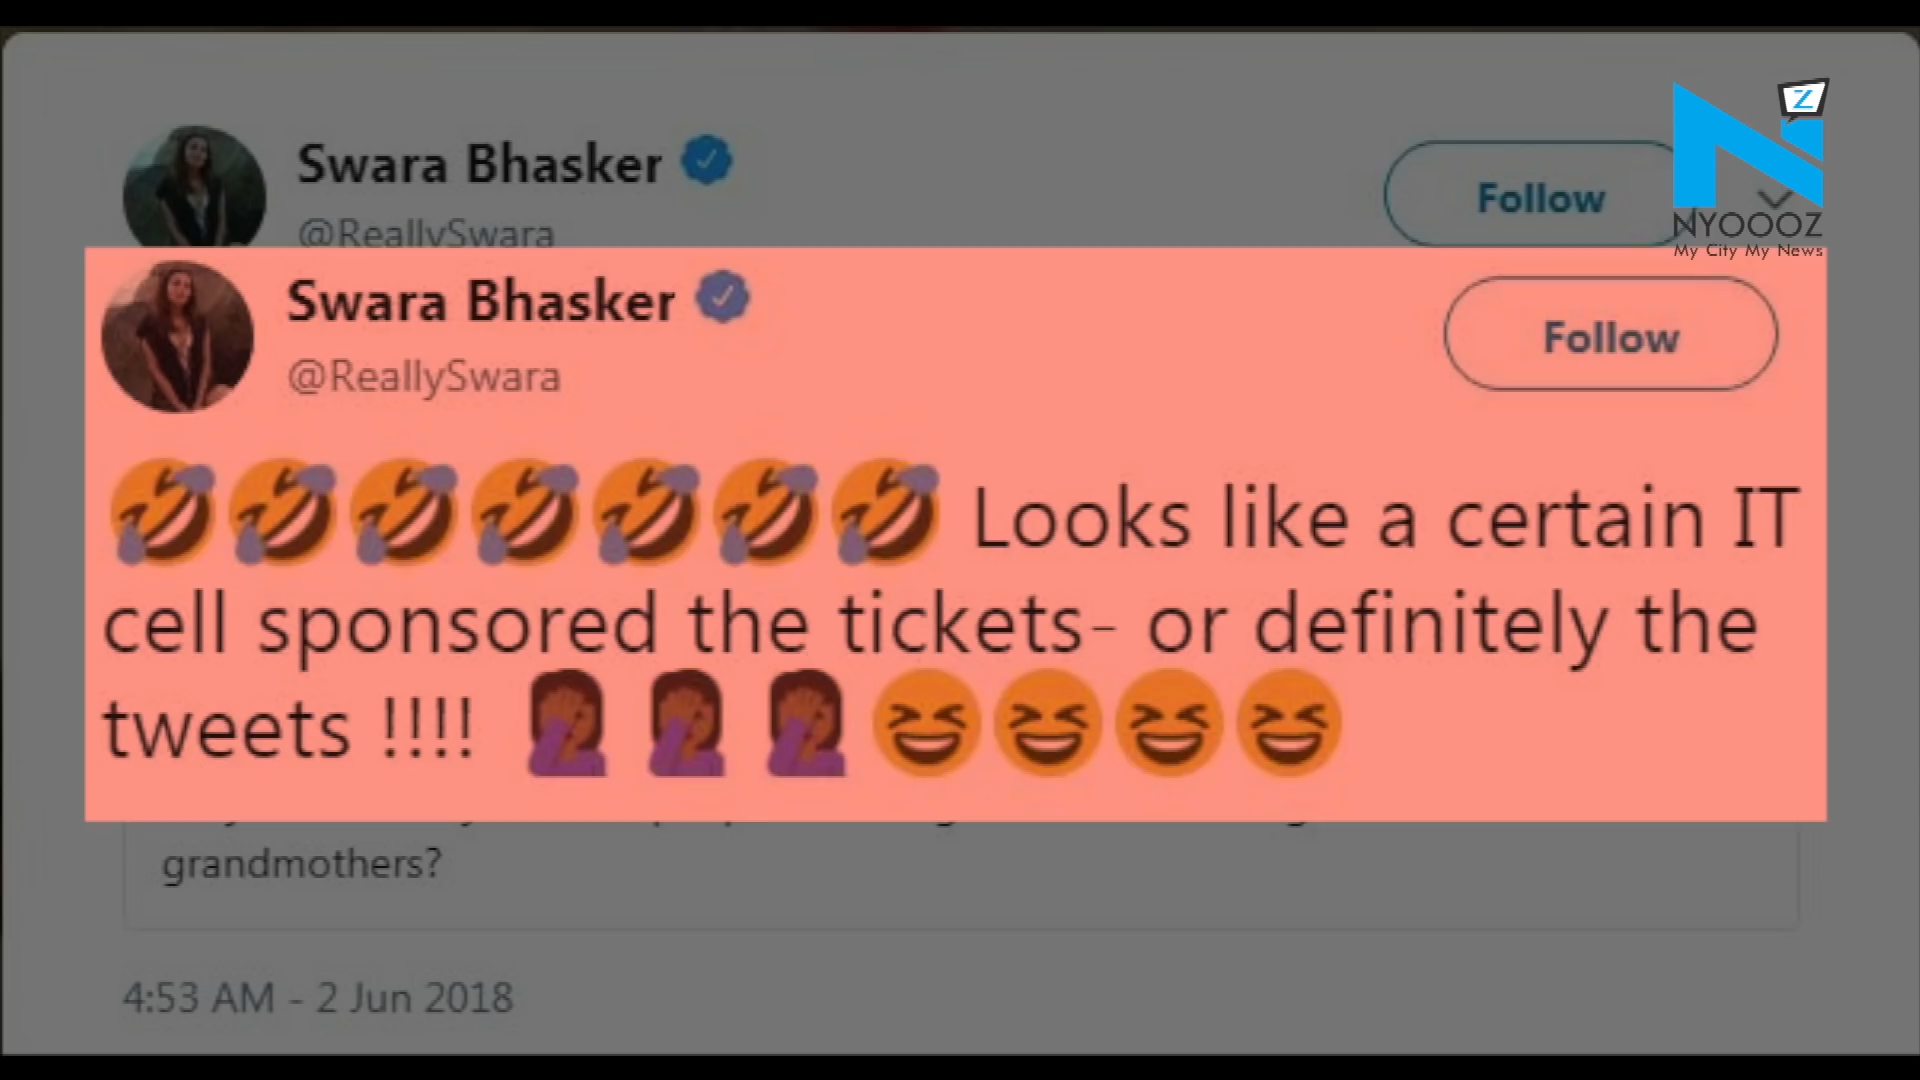 Swara Bhasker
@ReallySwara
Follow
NYOOOZ
My City My News
Swara Bhasker
@ReallySwara
Follow
🤣🤣🤣🤣🤣🤣🤣 Looks like a certain IT
cell sponsored the tickets- or definitely the
tweets !!!! 🤦🏾‍♀️🤦🏾‍♀️🤦🏾‍♀️😆😆😆😆
grandmothers?
4:53 AM - 2 Jun 2018